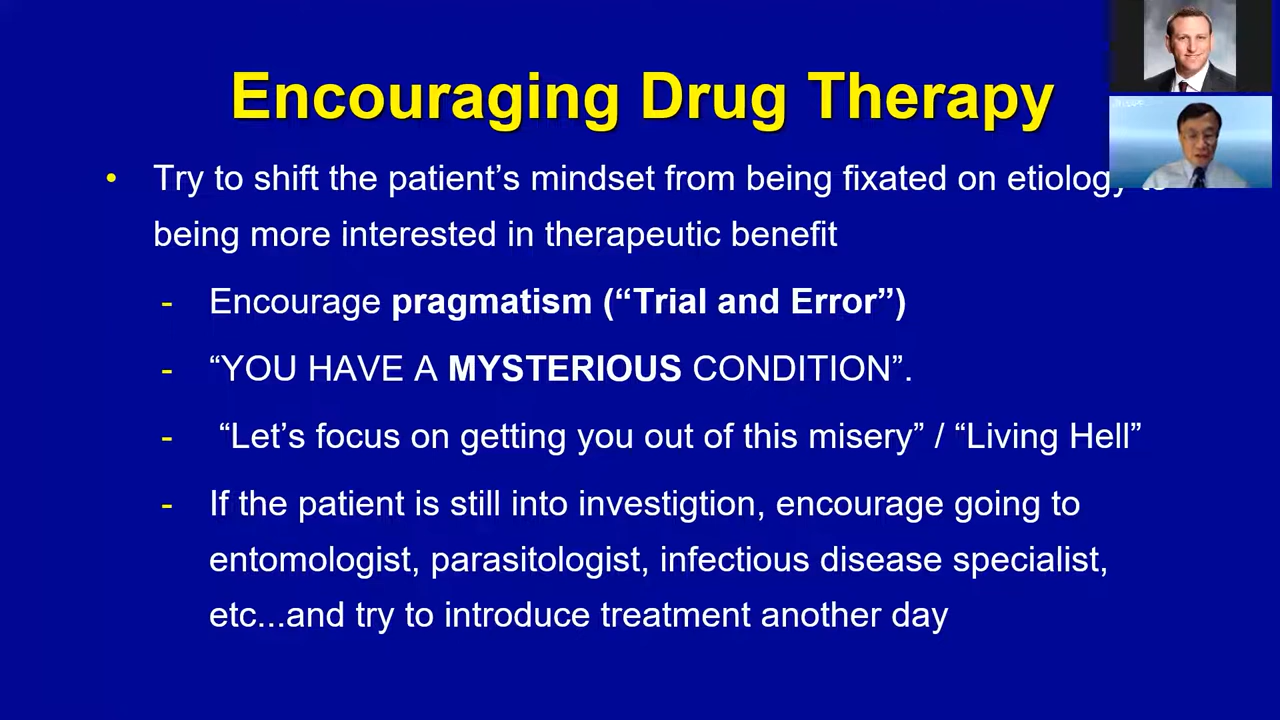 Encouraging Drug Therapy
• Try to shift the patient’s mindset from being fixated on etiology to
being more interested in therapeutic benefit
- Encourage pragmatism (“Trial and Error”)
- “YOU HAVE A MYSTERIOUS CONDITION”.
- “Let’s focus on getting you out of this misery” / “Living Hell”
- If the patient is still into investigtion, encourage going to
entomologist, parasitologist, infectious disease specialist,
etc...and try to introduce treatment another day